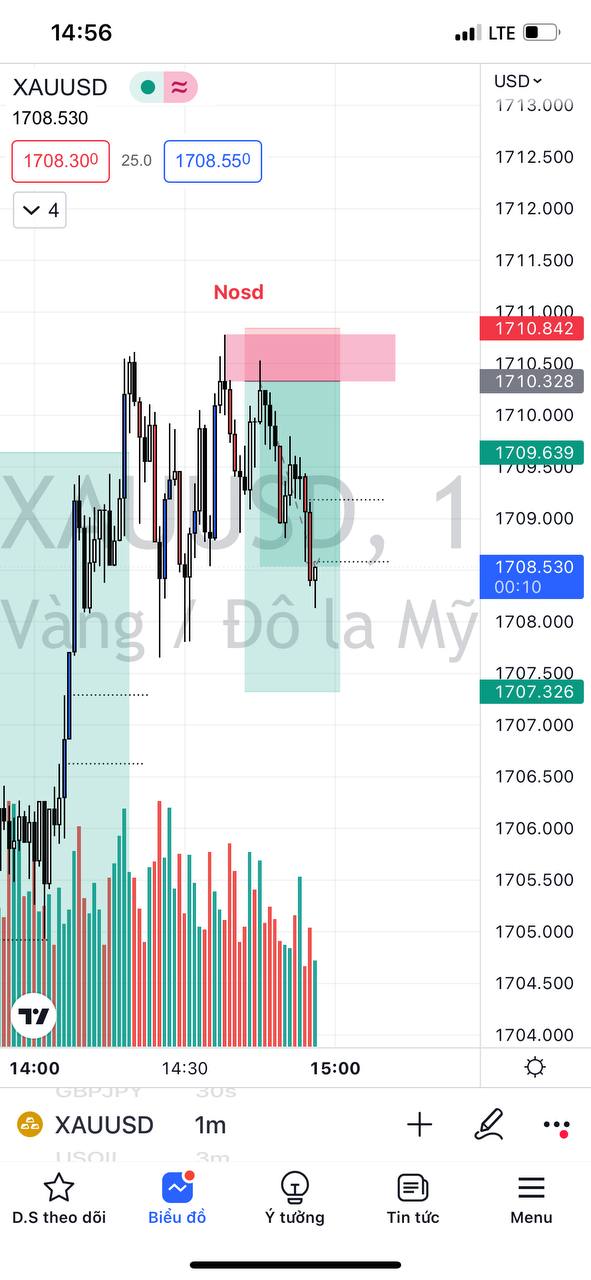 14:56
LTE
XAUUSD
USD
1713.000
1708.530
1712.500
1708.300
25.0
1708.550
4
1712.000
1711.500
Nosd
1711.000
1710.842
1710.500
1710.328
1710.000
1709.639
1709.500
XAUUSD, 1
1709.000
1708.530
00:10
Vàng / Đô la Mỹ
1708.000
1707.500
1707.326
1707.000
1706.500
1706.000
1705.500
1705.000
1704.500
1704.000
14:00
14:30
15:00
GBPJPY 30s
XAUUSD 1m
USOIL 3m
D.S theo dõi
Biểu đồ
Ý tưởng
Tin tức
Menu